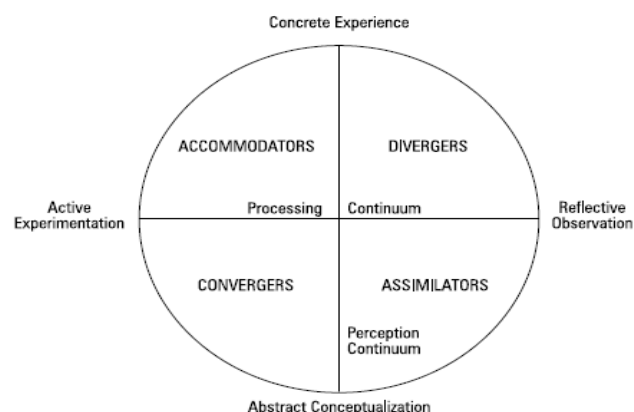 Concrete Experience
ACCOMMODATORS
DIVERGERS
Active
Experimentation
Processing
Continuum
Reflective
Observation
CONVERGERS
ASSIMILATORS
Perception
Continuum
Abstract Conceptualization